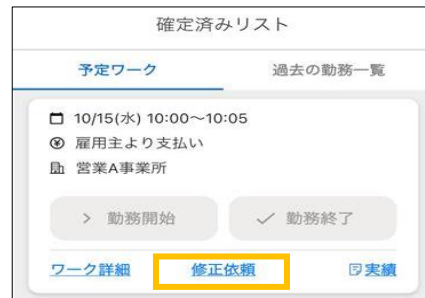 確定済みリスト
予定ワーク 過去の勤務一覧
10/15(水) 10:00〜10:05
雇用主より支払い
営業A事業所
> 勤務開始 ✓ 勤務終了
ワーク詳細 修正依頼 実績